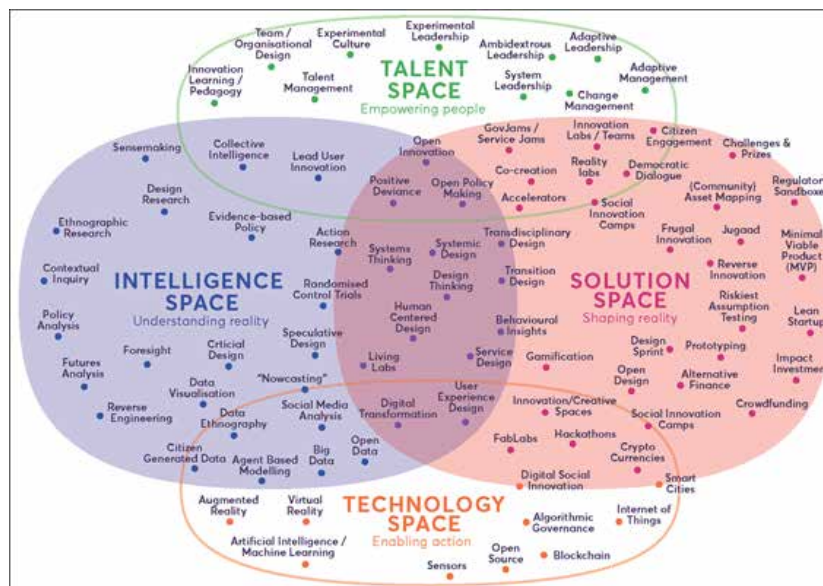 Experimental
Leadership
Team /
Organisational
Design
Experimental
Culture
Ambidextrous
Leadership
Adaptive
Leadership
Innovation
Learning /
Pedagogy
Talent
Management
TALENT
SPACE
Empowering people
System
Leadership
Adaptive
Management
Change
Management
Sensemaking
Collective
Intelligence
Lead User
Innovation
Open
Innovation
GovJams /
Service Jams
Innovation
Labs / Teams
Citizen
Engagement
Challenges &
Prizes
Positive
Deviance
Open Policy
Making
Co-creation
Accelerators
Reality
labs
Democratic
Dialogue
(Community)
Asset Mapping
Regulatory
Sandboxes
Design
Research
Ethnographic
Research
Evidence-based
Policy
Action
Research
Social
Innovation
Camps
Frugal
Innovation
Jugaad
Minimal
Viable
Product
(MVP)
Systems
Thinking
Systemic
Design
Transdisciplinary
Design
Contextual
Inquiry
INTELLIGENCE
SPACE
Understanding reality
Randomised
Control Trials
Design
Thinking
Transition
Design
SOLUTION
SPACE
Shaping reality
Reverse
Innovation
Riskiest
Assumption
Testing
Lean
Startup
Policy
Analysis
Human
Centered
Design
Behavioural
Insights
Speculative
Design
Foresight
Crticial
Design
Futures
Analysis
Living
Labs
Service
Design
Gamification
Design
Sprint
Prototyping
Impact
Investment
Data
Visualisation
"Nowcasting"
Open
Design
Alternative
Finance
Reverse
Engineering
Data
Ethnography
Social Media
Analysis
Digital
Transformation
User
Experience
Design
Innovation/Creative
Spaces
Social Innovation
Camps
Crowdfunding
Citizen
Generated Data
Agent Based
Modelling
Big
Data
Open
Data
FabLabs
Hackathons
Crypto
Currencies
Digital Social
Innovation
Smart
Cities
Augmented
Reality
Virtual
Reality
TECHNOLOGY
SPACE
Enabling action
Algorithmic
Governance
Internet of
Things
Artificial Intelligence /
Machine Learning
Sensors
Open
Source
Blockchain